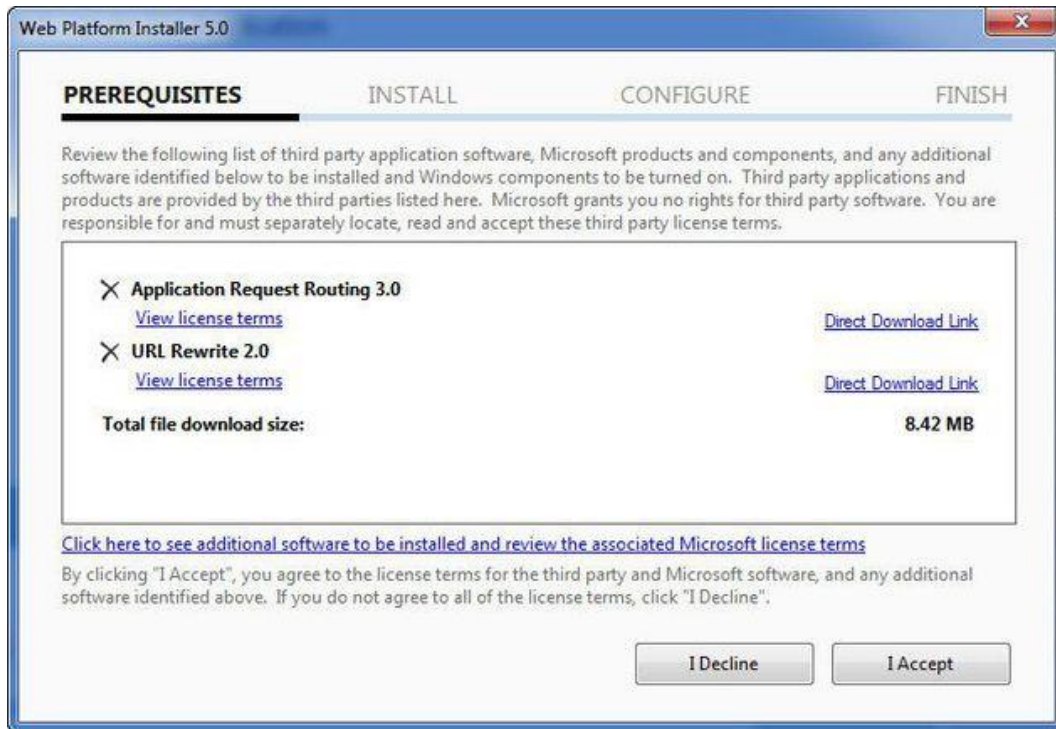 Web Platform Installer 5.0
PREREQUISITES INSTALL CONFIGURE FINISH
Review the following list of third party application software, Microsoft products and components, and any additional
software identified below to be installed and Windows components to be turned on. Third party applications and
products are provided by the third parties listed here. Microsoft grants you no rights for third party software. You are
responsible for and must separately locate, read and accept these third party license terms.
Application Request Routing 3.0
View license terms Direct Download Link
URL Rewrite 2.0
View license terms Direct Download Link
Total file download size: 8.42 MB
Click here to see additional software to be installed and review the associated Microsoft license terms
By clicking "I Accept", you agree to the license terms for the third party and Microsoft software, and any additional
software identified above. If you do not agree to all of the license terms, click "I Decline".
I Decline I Accept